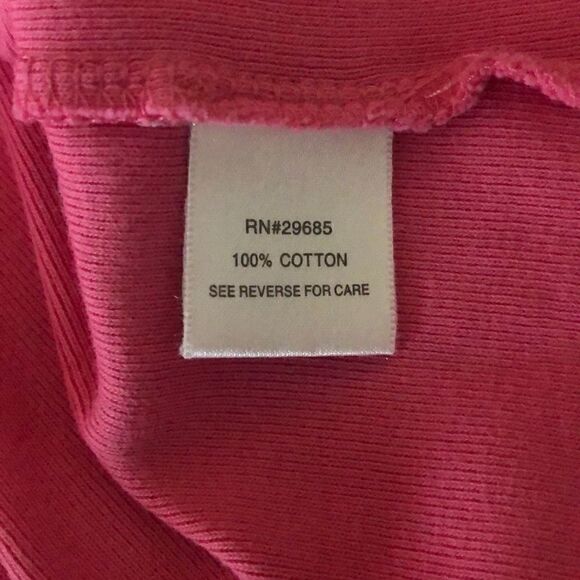 RN#29685
100% COTTON
SEE REVERSE FOR CARE